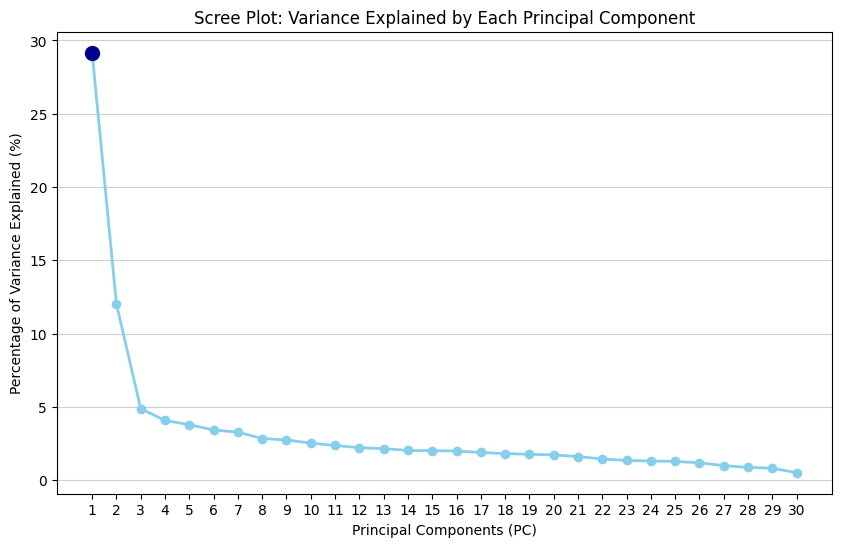 Scree Plot: Variance Explained by Each Principal Component
Percentage of Variance Explained (%)
30
25
20
15
10
5
0
1 2 3 4 5 6 7 8 9 10 11 12 13 14 15 16 17 18 19 20 21 22 23 24 25 26 27 28 29 30
Principal Components (PC)